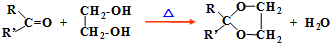 R
R'
C=O + CH₂-OH
CH₂-OH
△
R
R'
C
O
O
CH₂
CH₂
+ H₂O